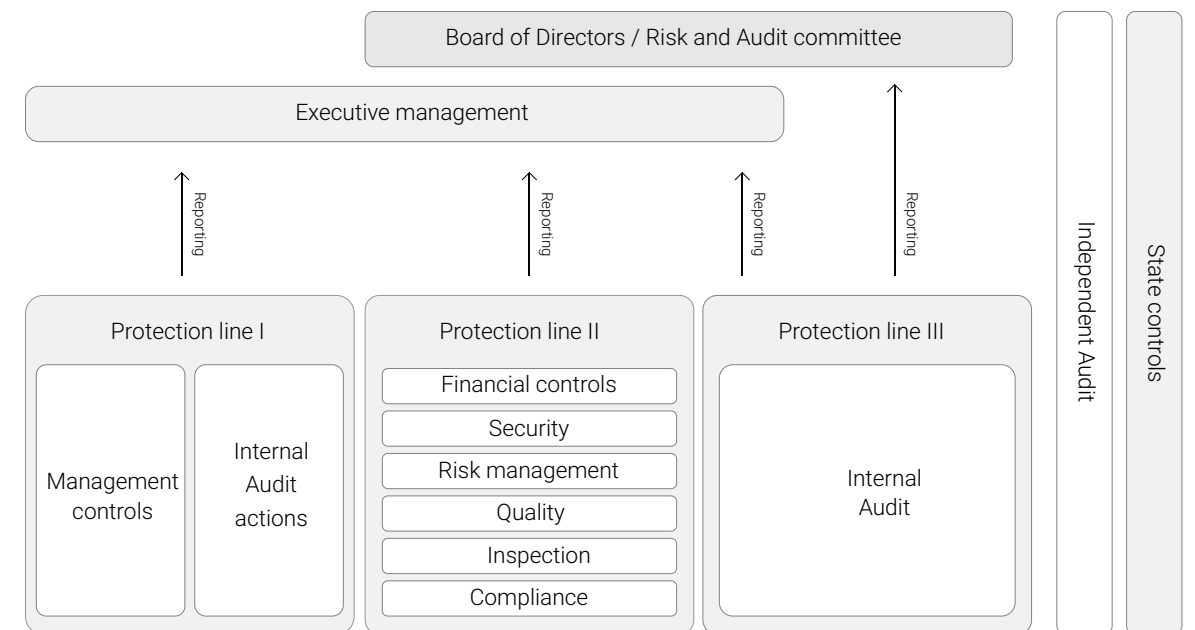 Board of Directors / Risk and Audit committee
Executive management
Reporting
Reporting
Reporting
Reporting
Protection line I
Management
controls
Internal
Audit
actions
Protection line II
Financial controls
Security
Risk management
Quality
Inspection
Compliance
Protection line III
Internal
Audit
Independent Audit
State controls